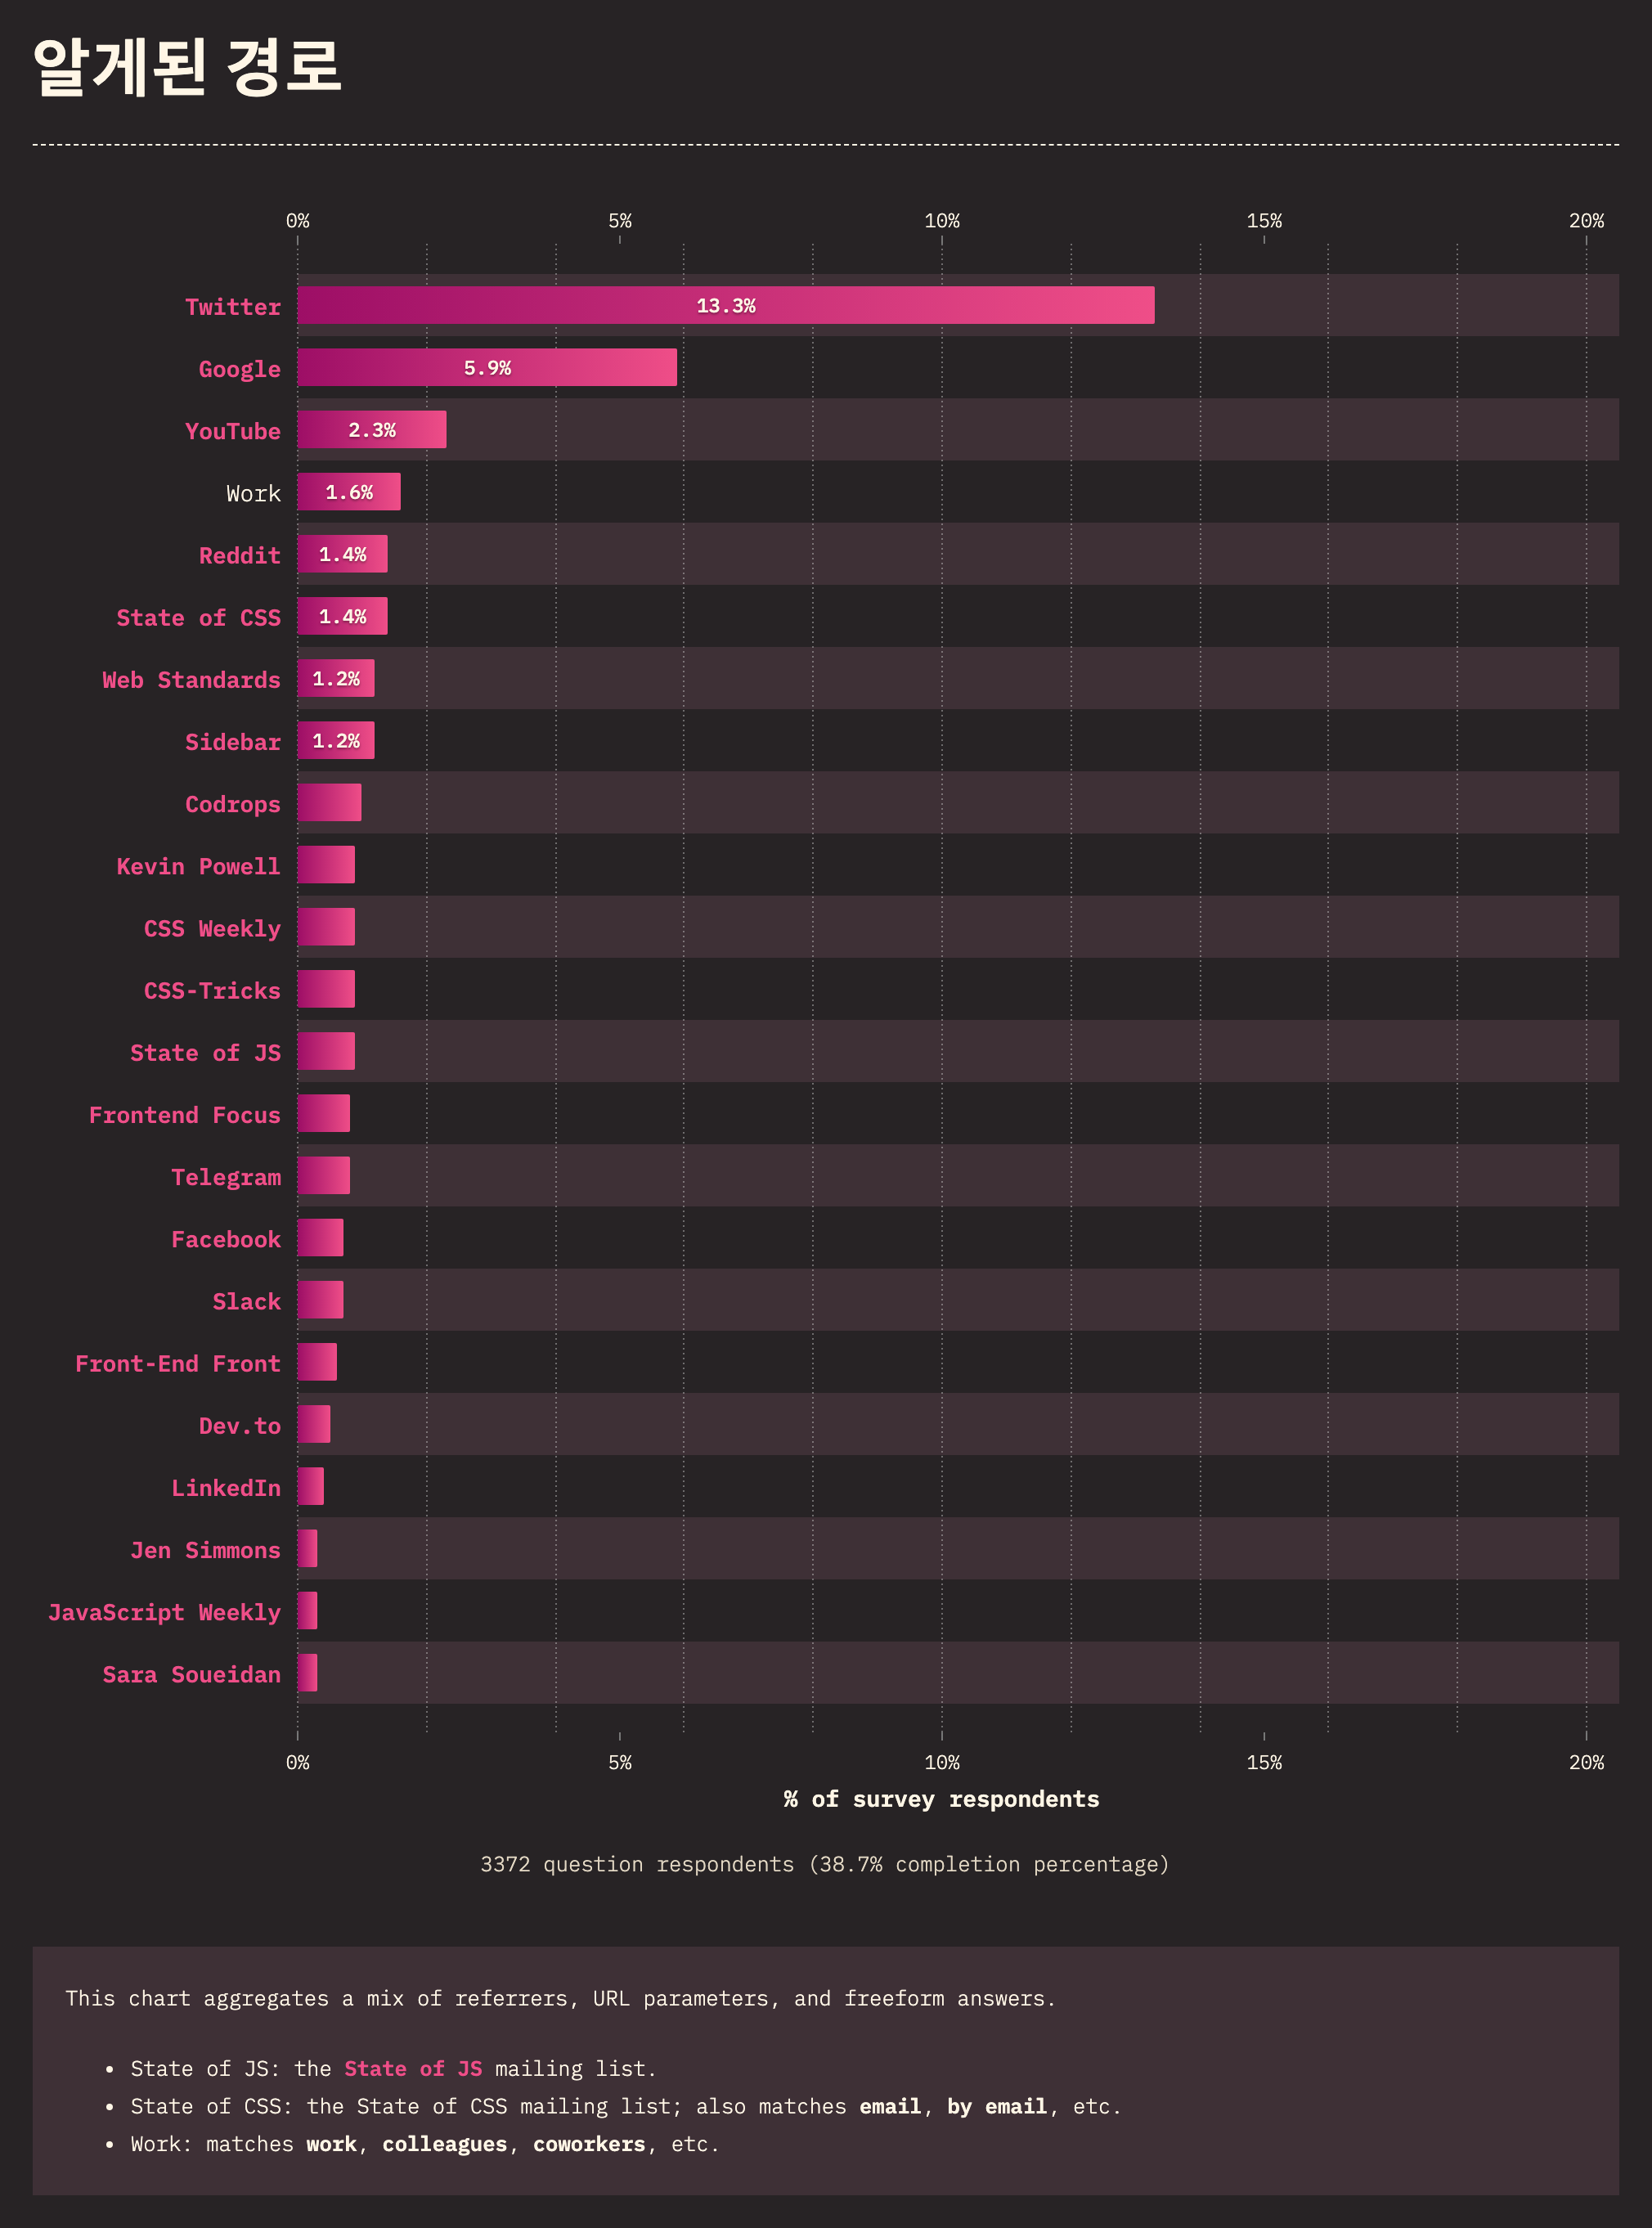 알게된 경로
0% 5% 10% 15% 20%
Twitter 13.3%
Google 5.9%
YouTube 2.3%
Work 1.6%
Reddit 1.4%
State of CSS 1.4%
Web Standards 1.2%
Sidebar 1.2%
Codrops
Kevin Powell
CSS Weekly
CSS-Tricks
State of JS
Frontend Focus
Telegram
Facebook
Slack
Front-End Front
Dev.to
LinkedIn
Jen Simmons
JavaScript Weekly
Sara Soueidan
0% 5% 10% 15% 20%
% of survey respondents
3372 question respondents (38.7% completion percentage)
This chart aggregates a mix of referrers, URL parameters, and freeform answers.
• State of JS: the State of JS mailing list.
• State of CSS: the State of CSS mailing list; also matches email, by email, etc.
• Work: matches work, colleagues, coworkers, etc.